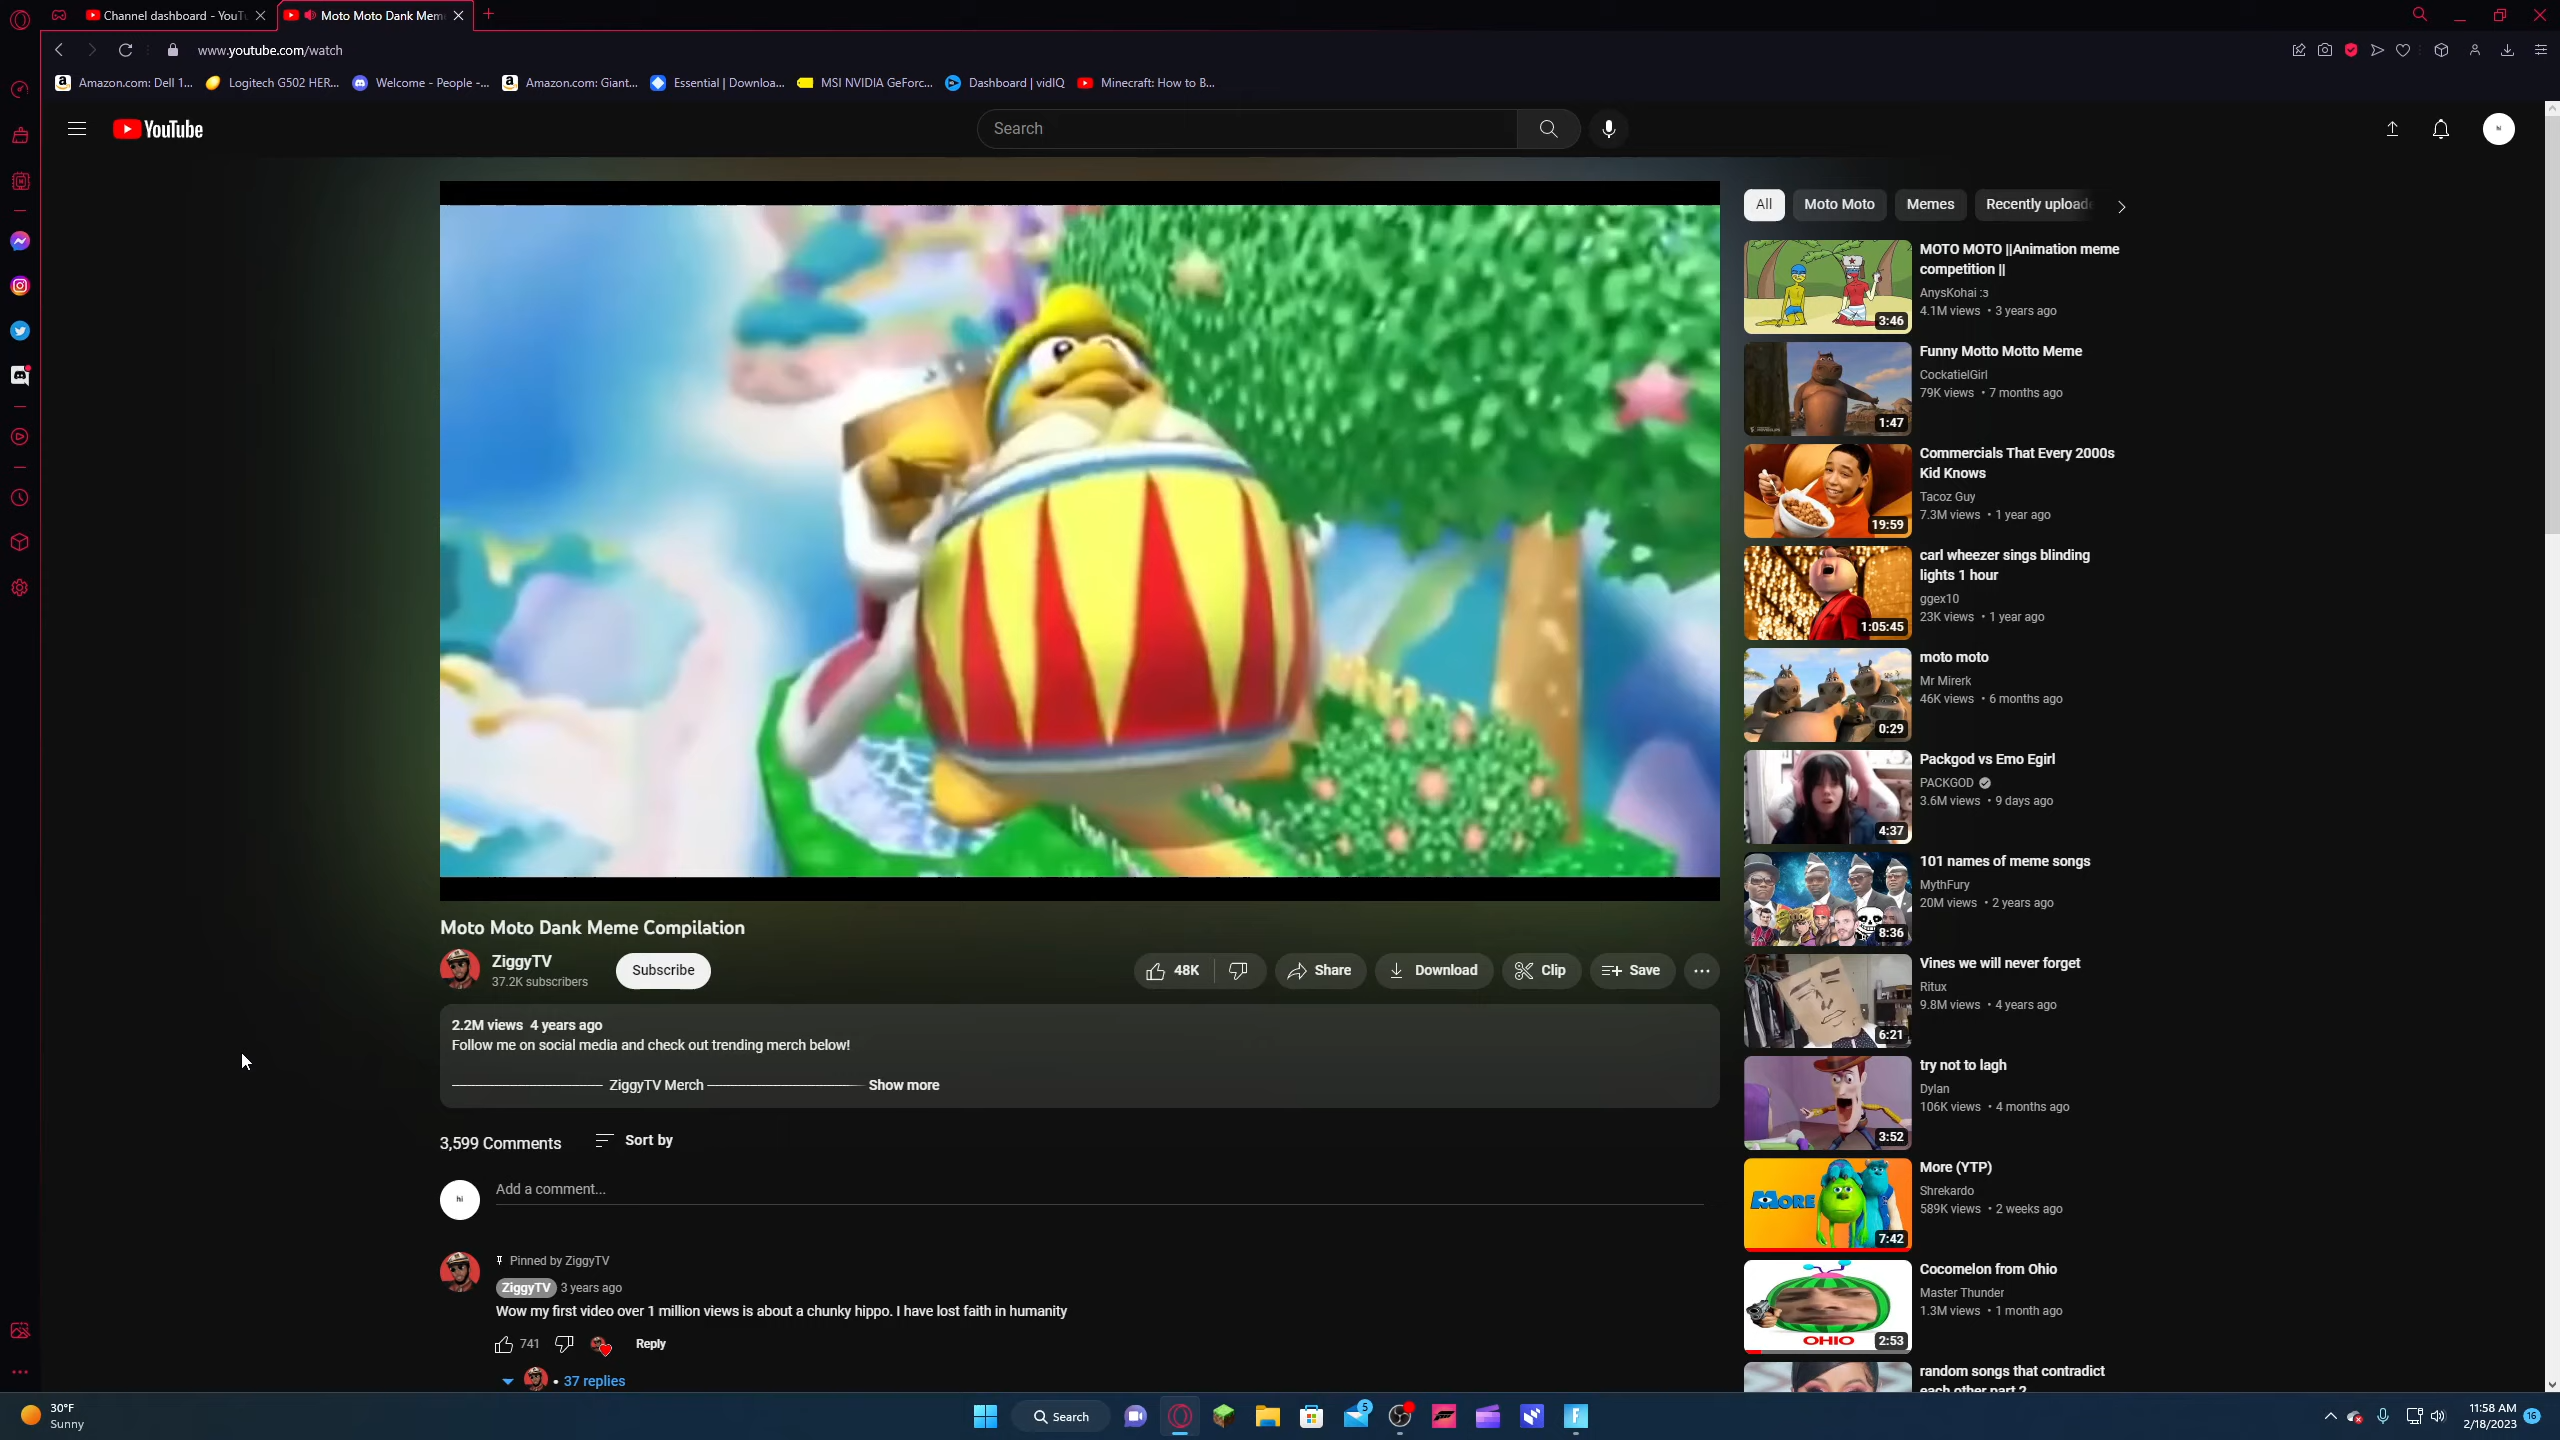 Channel dashboard - YouTu
Moto Moto Dank Mem
www.youtube.com/watch
Amazon.com: Dell 1...
Logitech G502 HER...
Welcome - People -...
Amazon.com: Giant...
Essential | Downloa...
MSI NVIDIA GeForc...
Dashboard | vidIQ
Minecraft: How to B...
YouTube
Search
hi
All
Moto Moto
Memes
Recently uploade
MOTO MOTO ||Animation meme
competition ||
AnysKohai :з
4.1M views • 3 years ago
3:46
Funny Motto Motto Meme
CockatielGirl
79K views • 7 months ago
1:47
Commercials That Every 2000s
Kid Knows
Tacoz Guy
7.3M views • 1 year ago
19:59
carl wheezer sings blinding
lights 1 hour
ggex10
23K views • 1 year ago
1:05:45
moto moto
Mr Mirerk
46K views • 6 months ago
0:29
Packgod vs Emo Egirl
PACKGOD
3.6M views • 9 days ago
4:37
101 names of meme songs
MythFury
20M views • 2 years ago
8:36
Vines we will never forget
Ritux
9.8M views • 4 years ago
6:21
try not to lagh
Dylan
106K views • 4 months ago
3:52
More (YTP)
Shrekardo
589K views • 2 weeks ago
MORE
7:42
Cocomelon from Ohio
Master Thunder
1.3M views • 1 month ago
OHIO
2:53
random songs that contradict
each other part 2
Moto Moto Dank Meme Compilation
ZiggyTV
37.2K subscribers
Subscribe
48K
Share
Download
Clip
Save
2.2M views 4 years ago
Follow me on social media and check out trending merch below!
ZiggyTV Merch
Show more
3,599 Comments
Sort by
hi
Add a comment...
Pinned by ZiggyTV
ZiggyTV 3 years ago
Wow my first video over 1 million views is about a chunky hippo. I have lost faith in humanity
741
Reply
• 37 replies
30°F
Sunny
Search
5
11:58 AM
2/18/2023
16